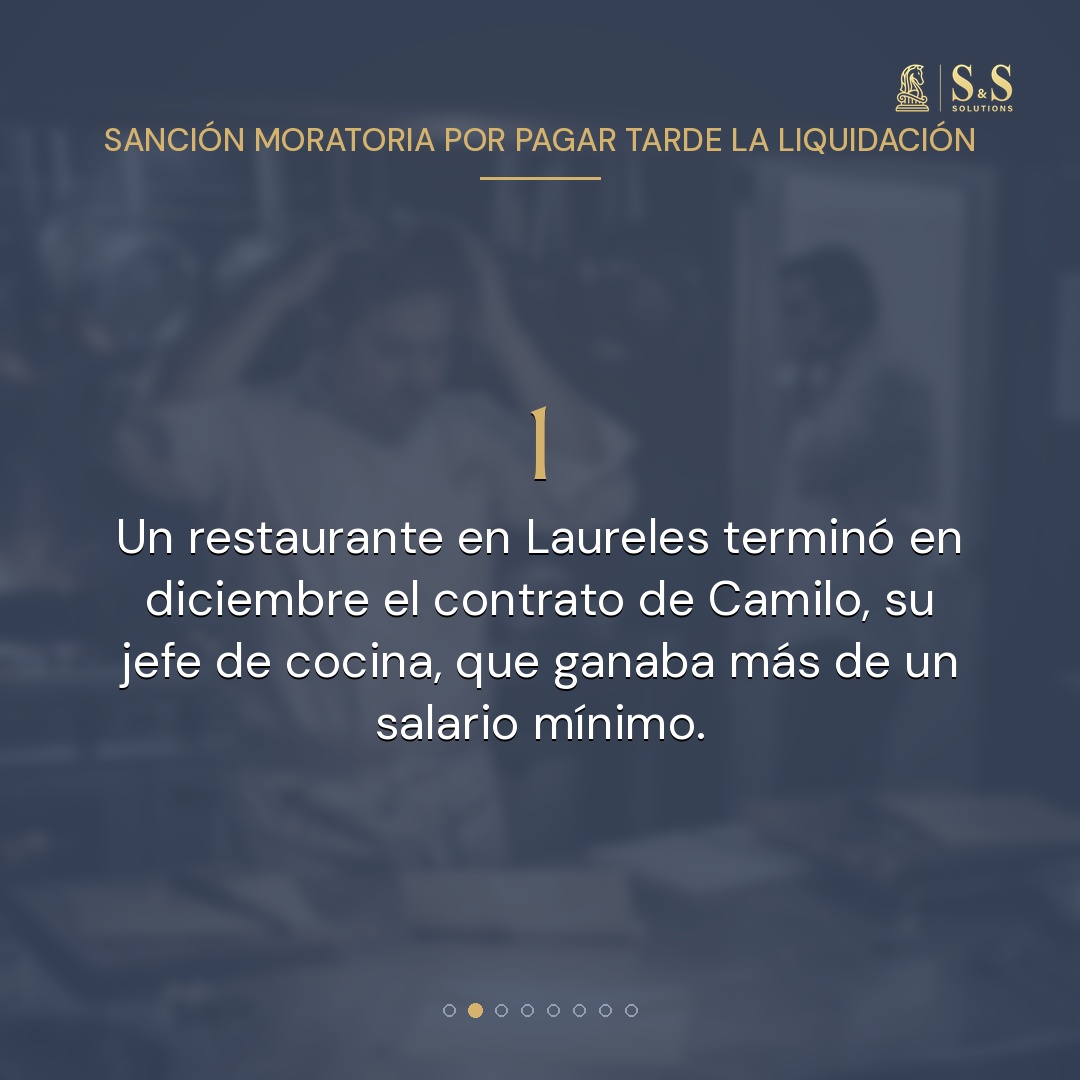 S&S
SOLUTIONS
SANCIÓN MORATORIA POR PAGAR TARDE LA LIQUIDACIÓN
1
Un restaurante en Laureles terminó en
diciembre el contrato de Camilo, su
jefe de cocina, que ganaba más de un
salario mínimo.